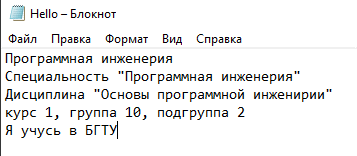 Hello – Блокнот
Файл Правка Формат Вид Справка
Программная инженерия
Специальность "Программная инженерия"
Дисциплина "Основы программной инженирии"
курс 1, группа 10, подгруппа 2
Я учусь в БГТУ